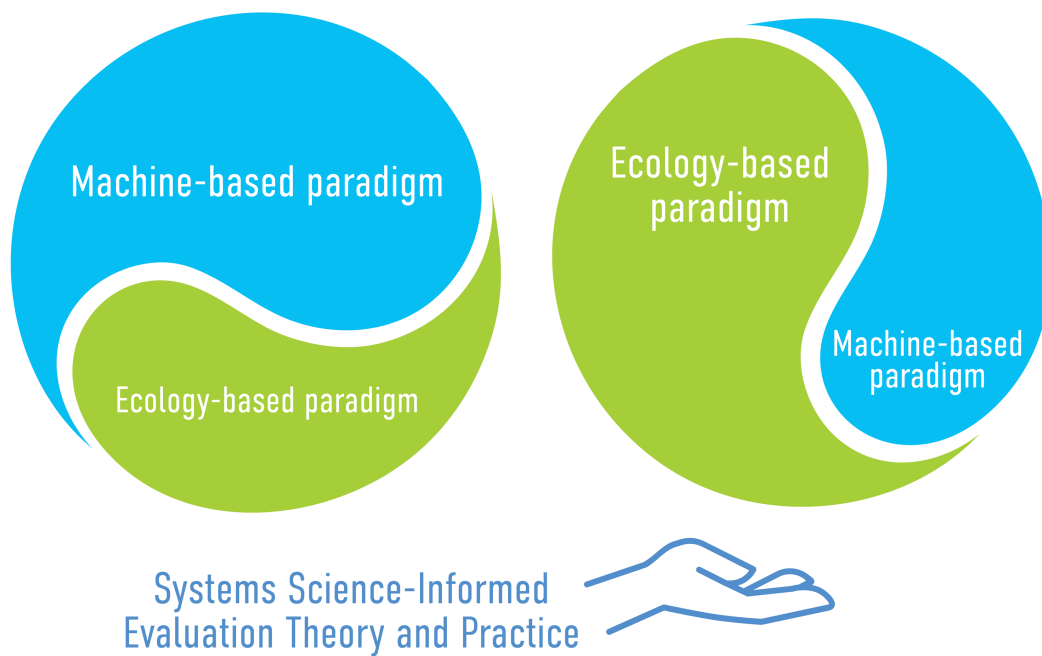 Machine-based paradigm
Ecology-based paradigm
Ecology-based
paradigm
Machine-based
paradigm
Systems Science-Informed
Evaluation Theory and Practice